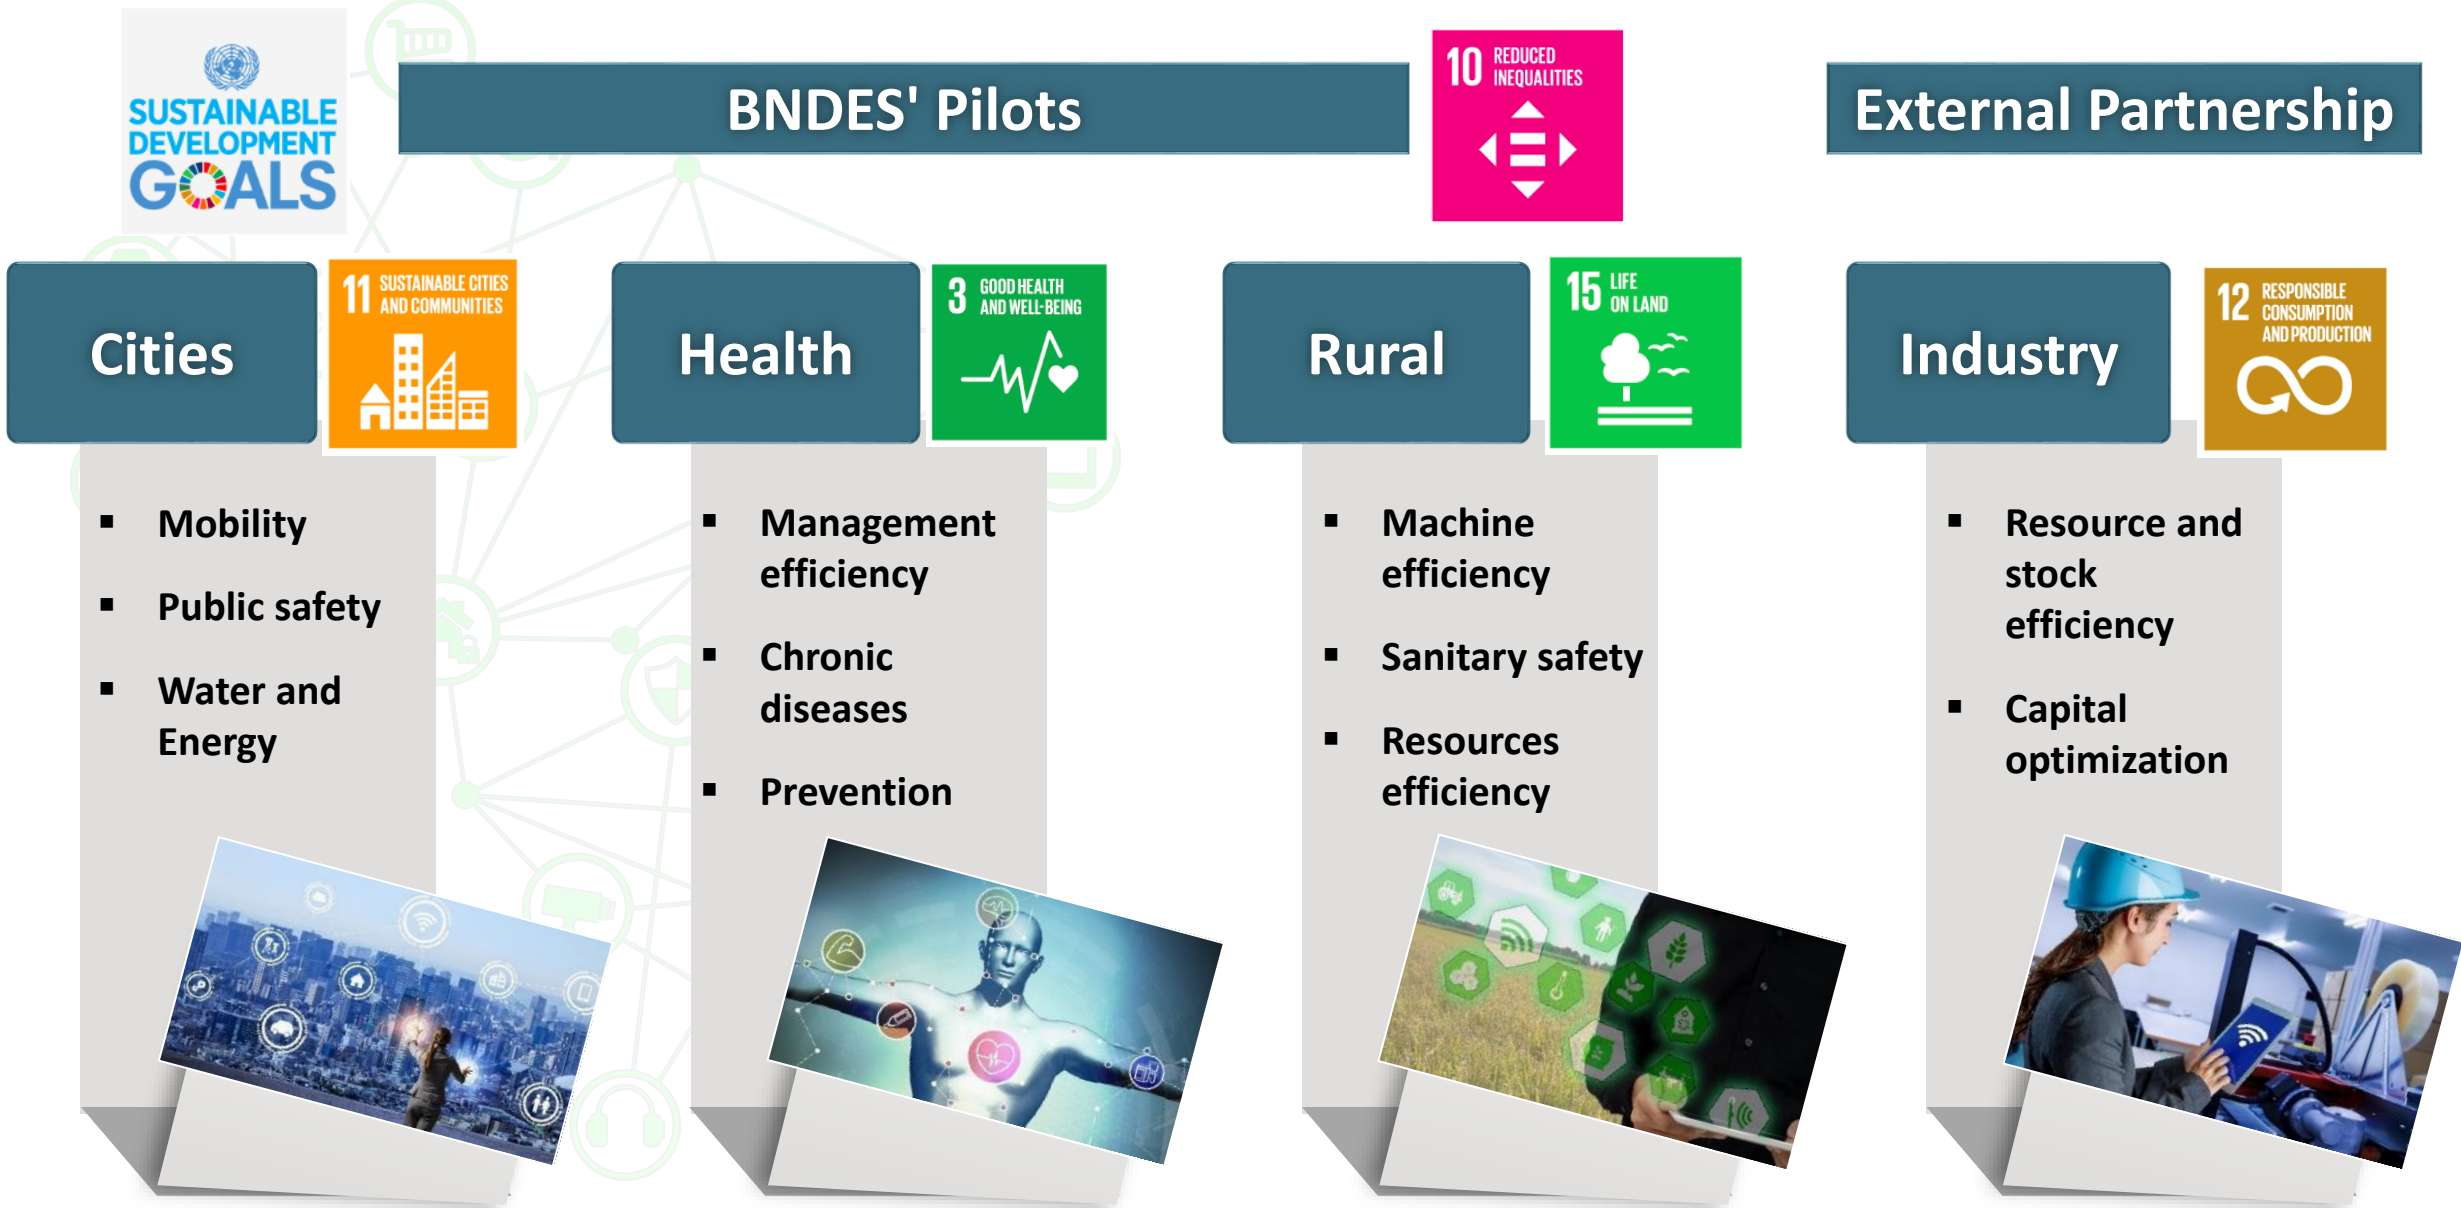 SUSTAINABLE
DEVELOPMENT
GOALS
BNDES' Pilots
10 REDUCED
INEQUALITIES
External Partnership
Cities
11 SUSTAINABLE CITIES
AND COMMUNITIES
▪ Mobility
▪ Public safety
▪ Water and
Energy
Health
3 GOOD HEALTH
AND WELL-BEING
▪ Management
efficiency
▪ Chronic
diseases
▪ Prevention
Rural
15 LIFE
ON LAND
▪ Machine
efficiency
▪ Sanitary safety
▪ Resources
efficiency
Industry
12 RESPONSIBLE
CONSUMPTION
AND PRODUCTION
▪ Resource and
stock
efficiency
▪ Capital
optimization